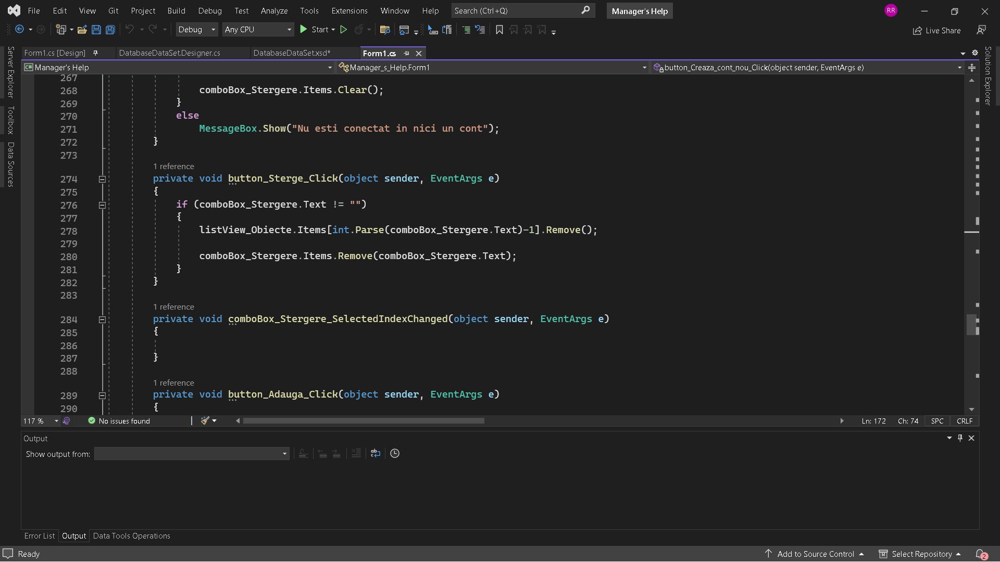 File Edit View Git Project Build Debug Test Analyze Tools Extensions Window Help Search (Ctrl+Q) Manager's Help RR
Debug Any CPU Start Live Share
Form1.cs [Design] DatabaseDataSet.Designer.cs DatabaseDataSet.xsd* Form1.cs
C# Manager's Help Manager_s_Help.Form1 button_Creaza_cont_nou_Click(object sender, EventArgs e)
Server Explorer
Toolbox
Data Sources
Solution Explorer
267
268 comboBox_Stergere.Items.Clear();
269 }
270 else
271 MessageBox.Show("Nu esti conectat in nici un cont");
272 }
273
1 reference
274 private void button_Sterge_Click(object sender, EventArgs e)
275 {
276 if (comboBox_Stergere.Text != "")
277 {
278 listView_Obiecte.Items[int.Parse(comboBox_Stergere.Text)-1].Remove();
279
280 comboBox_Stergere.Items.Remove(comboBox_Stergere.Text);
281 }
282 }
283
1 reference
284 private void comboBox_Stergere_SelectedIndexChanged(object sender, EventArgs e)
285 {
286
287 }
288
1 reference
289 private void button_Adauga_Click(object sender, EventArgs e)
290 {
117 % No issues found Ln: 172 Ch: 74 SPC CRLF
Output
Show output from:
Error List Output Data Tools Operations
Ready Add to Source Control Select Repository 2